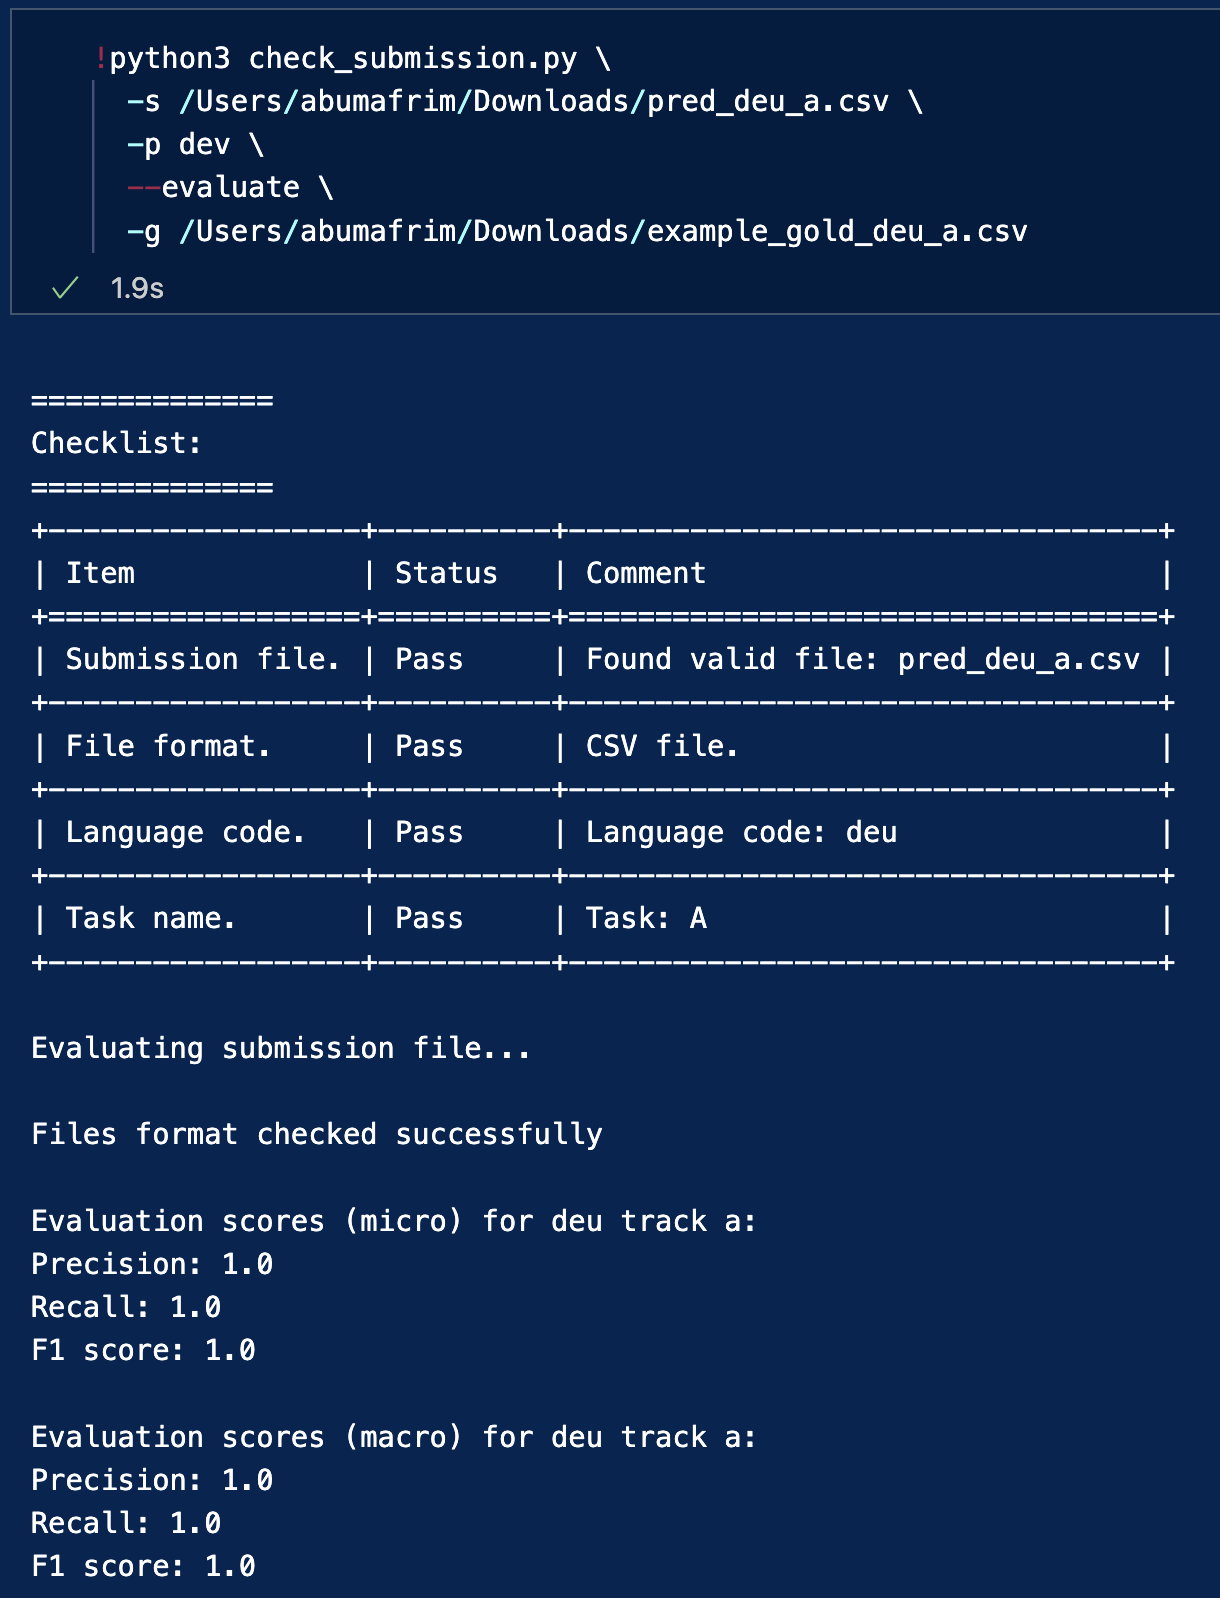 !python3 check_submission.py \
-s /Users/abumafrim/Downloads/pred_deu_a.csv \
-p dev \
--evaluate \
-g /Users/abumafrim/Downloads/example_gold_deu_a.csv
✓ 1.9s
==============
Checklist:
==============
+------------------+----------+----------------------------------+
| Item             | Status   | Comment                          |
+==================+==========+==================================+
| Submission file. | Pass     | Found valid file: pred_deu_a.csv |
+------------------+----------+----------------------------------+
| File format.     | Pass     | CSV file.                        |
+------------------+----------+----------------------------------+
| Language code.   | Pass     | Language code: deu               |
+------------------+----------+----------------------------------+
| Task name.       | Pass     | Task: A                          |
+------------------+----------+----------------------------------+
Evaluating submission file...
Files format checked successfully
Evaluation scores (micro) for deu track a:
Precision: 1.0
Recall: 1.0
F1 score: 1.0
Evaluation scores (macro) for deu track a:
Precision: 1.0
Recall: 1.0
F1 score: 1.0